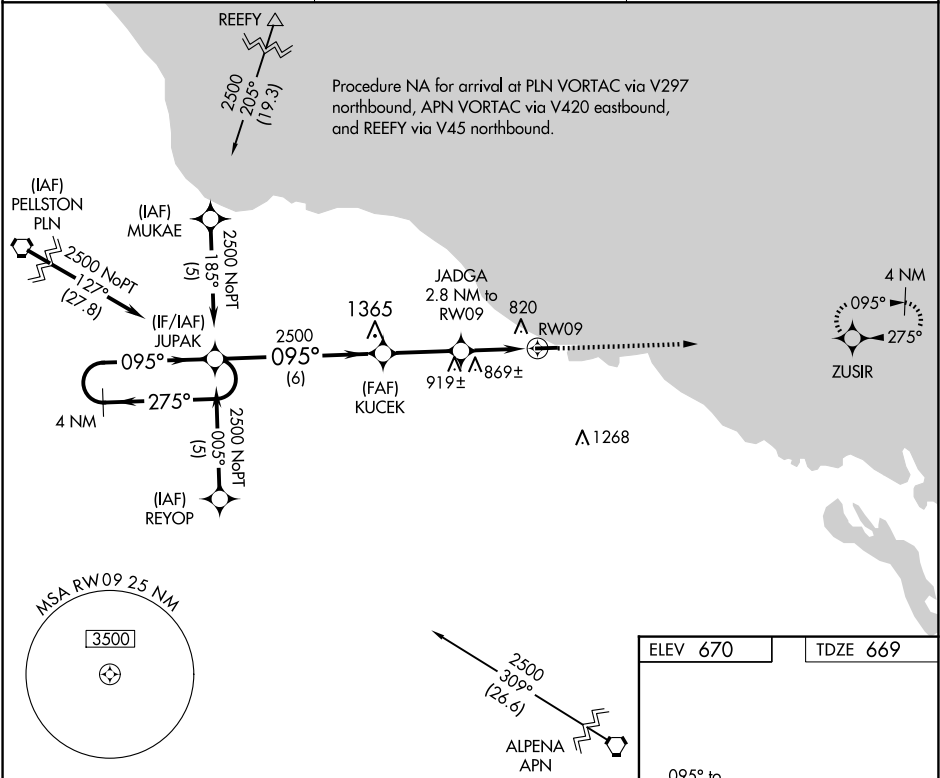 REEFY
2500
205°
(19.3)
Procedure NA for arrival at PLN VORTAC via V297
northbound, APN VORTAC via V420 eastbound,
and REEFY via V45 northbound.
(IAF)
PELLSTON
PLN
2500 NoPT
127°
(27.8)
(IAF)
MUKAE
2500 NoPT
185°
(5)
(IF/IAF)
JUPAK
095°
275°
4 NM
2500
095°
(6)
1365
(FAF)
KUCEK
JADGA
2.8 NM to
RW09
919±
869±
820
RW09
4 NM
095°
275°
ZUSIR
1268
2500 NoPT
005°
(5)
(IAF)
REYOP
MSA RW09 25 NM
3500
2500
309°
(26.6)
ALPENA
APN
ELEV 670
TDZE 669
095° to